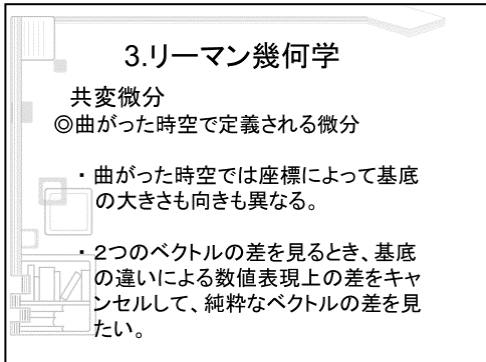 3.リーマン幾何学
共変微分
◎曲がった時空で定義される微分
・曲がった時空では座標によって基底
の大きさも向きも異なる。
・2つのベクトルの差を見るとき、基底
の違いによる数値表現上の差をキャ
ンセルして、純粋なベクトルの差を見
たい。